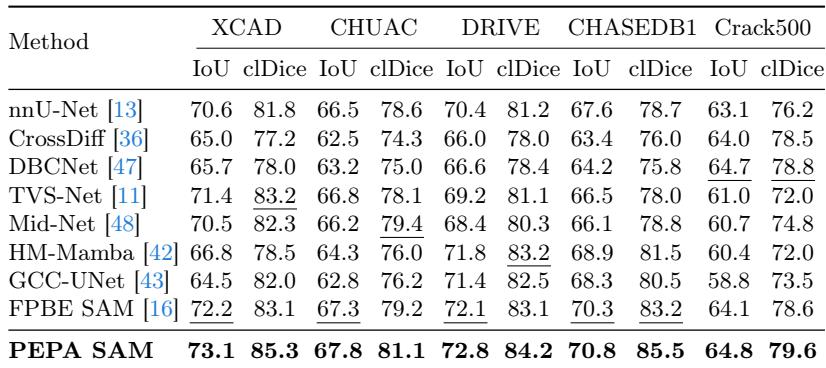 Method XCAD CHUAC DRIVE CHASEDB1 Crack500
IoU clDice IoU clDice IoU clDice IoU clDice IoU clDice
nnU-Net [13] 70.6 81.8 66.5 78.6 70.4 81.2 67.6 78.7 63.1 76.2
CrossDiff [36] 65.0 77.2 62.5 74.3 66.0 78.0 63.4 76.0 64.0 78.5
DBCNet [47] 65.7 78.0 63.2 75.0 66.6 78.4 64.2 75.8 64.7 78.8
TVS-Net [11] 71.4 83.2 66.8 78.1 69.2 81.1 66.5 78.0 61.0 72.0
Mid-Net [48] 70.5 82.3 66.2 79.4 68.4 80.3 66.1 78.8 60.7 74.8
HM-Mamba [42] 66.8 78.5 64.3 76.0 71.8 83.2 68.9 81.5 60.4 72.0
GCC-UNet [43] 64.5 82.0 62.8 76.2 71.4 82.5 68.3 80.5 58.8 73.5
FPBE SAM [16] 72.2 83.1 67.3 79.2 72.1 83.1 70.3 83.2 64.1 78.6
PEPA SAM 73.1 85.3 67.8 81.1 72.8 84.2 70.8 85.5 64.8 79.6